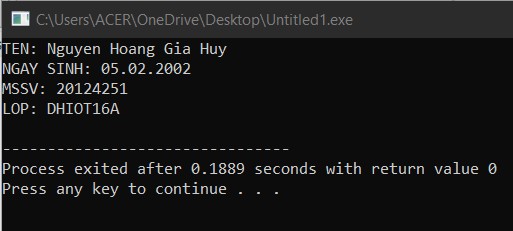 C:\Users\ACER\OneDrive\Desktop\Untitled1.exe
TEN: Nguyen Hoang Gia Huy
NGAY SINH: 05.02.2002
MSSV: 20124251
LOP: DHIOT16A
--------------------------------
Process exited after 0.1889 seconds with return value 0
Press any key to continue . . .